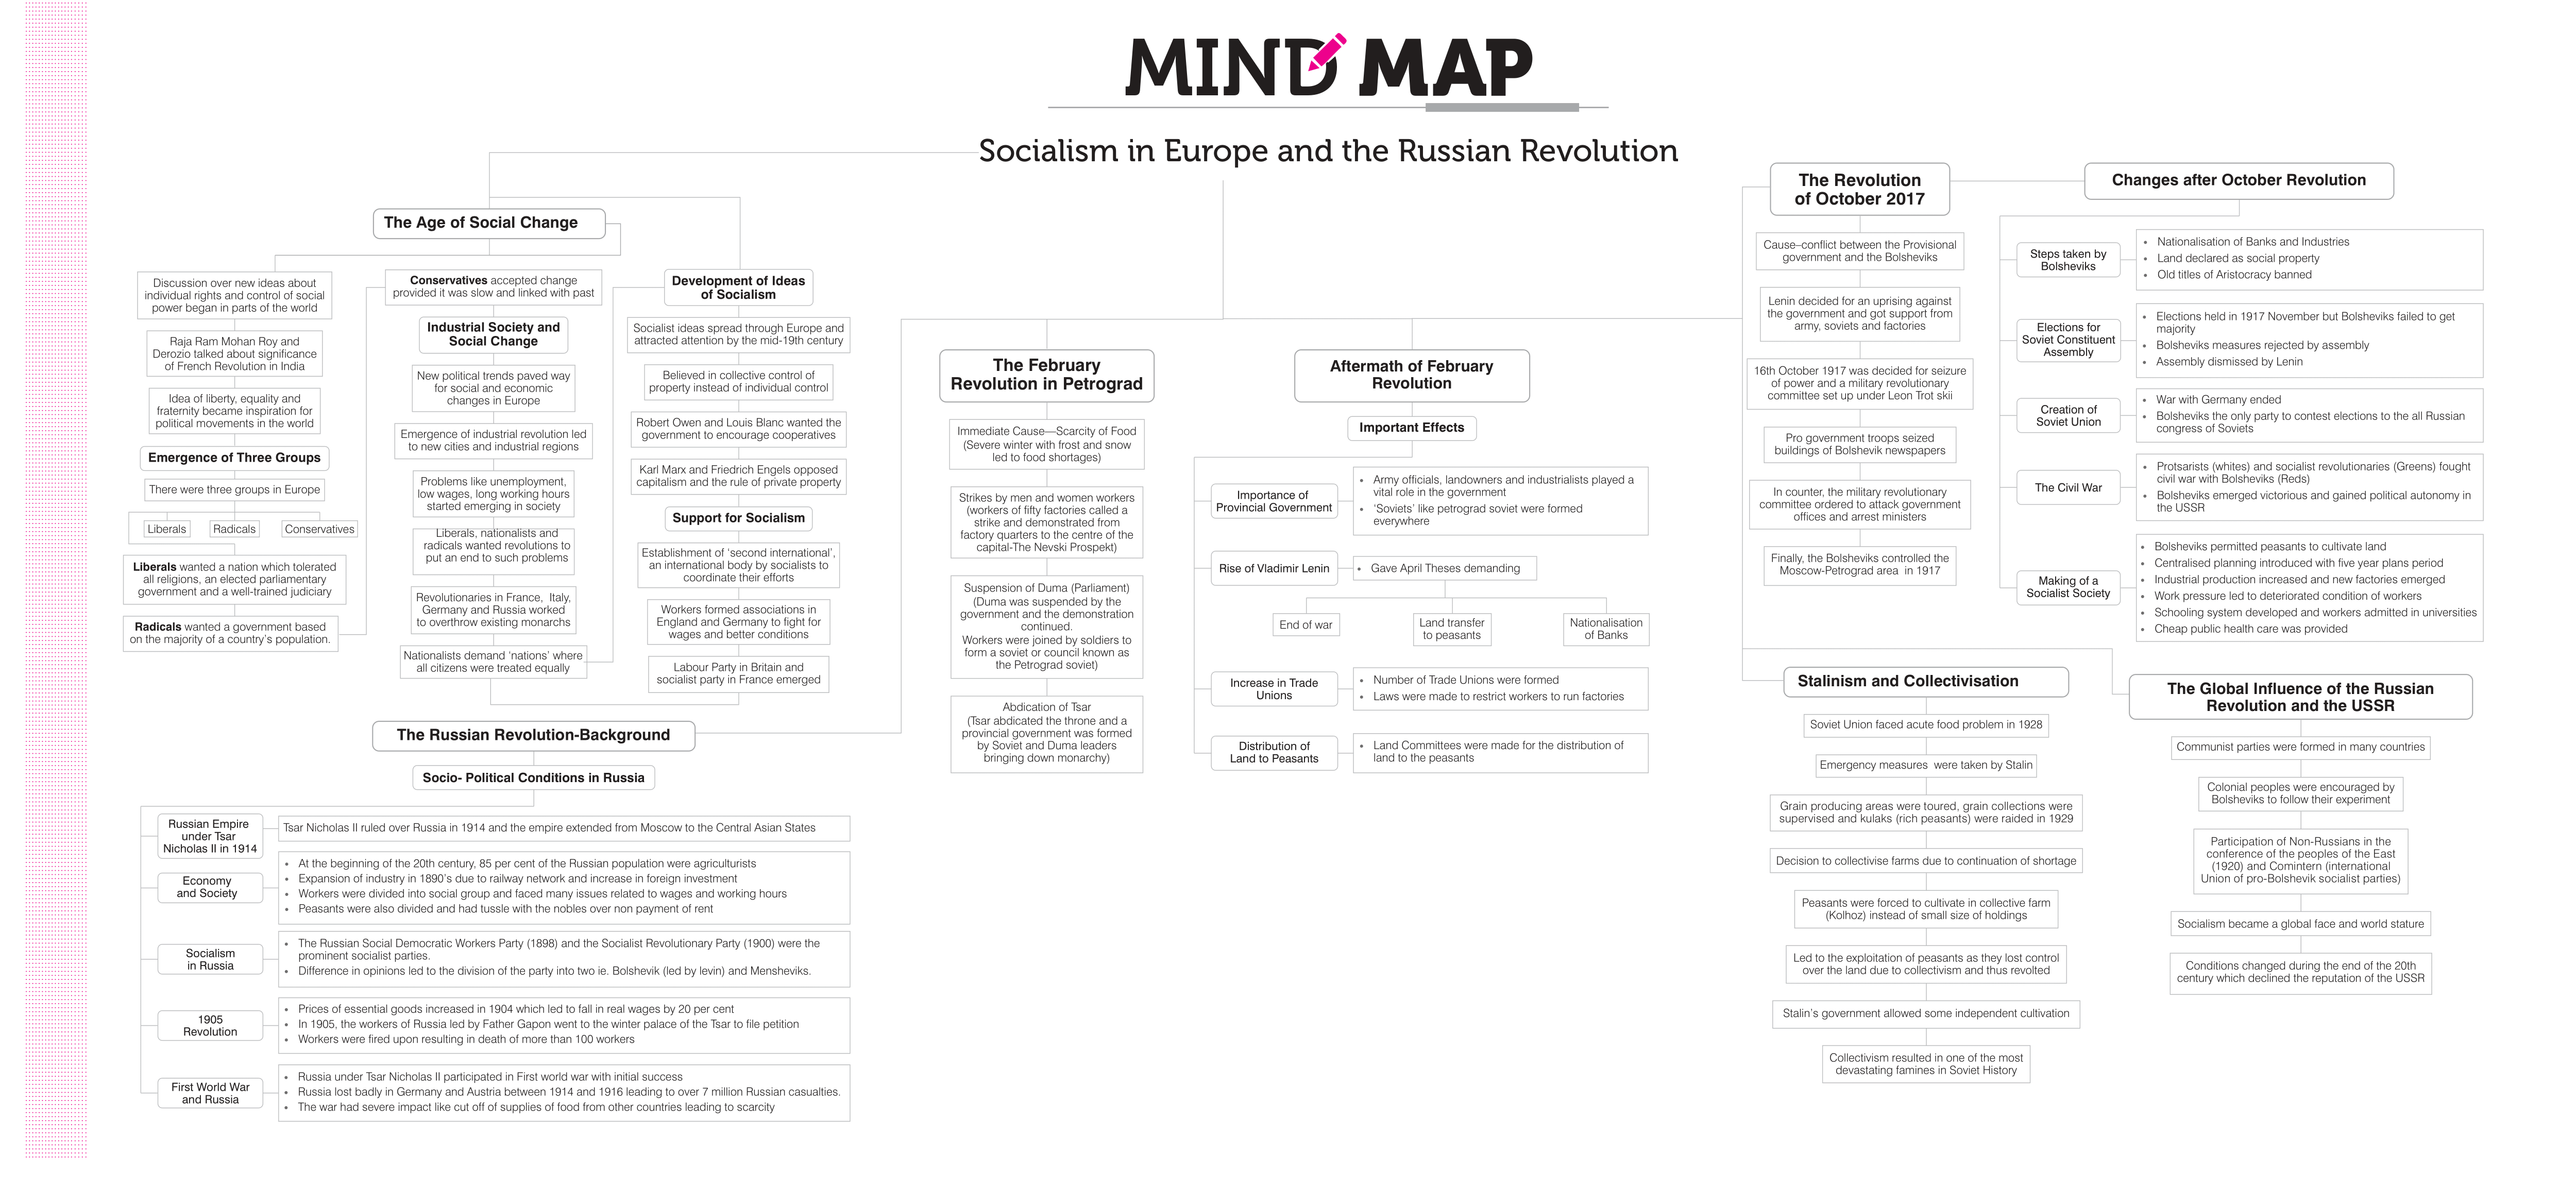 MIND MAP
Socialism in Europe and the Russian Revolution
The Age of Social Change
Discussion over new ideas about
individual rights and control of social
power began in parts of the world
Raja Ram Mohan Roy and
Derozio talked about significance
of French Revolution in India
Idea of liberty, equality and
fraternity became inspiration for
political movements in the world
Emergence of Three Groups
There were three groups in Europe
Liberals
Radicals
Conservatives
Liberals wanted a nation which tolerated
all religions, an elected parliamentary
government and a well-trained judiciary
Radicals wanted a government based
on the majority of a country's population.
Conservatives accepted change
provided it was slow and linked with past
Industrial Society and
Social Change
New political trends paved way
for social and economic
changes in Europe
Emergence of industrial revolution led
to new cities and industrial regions
Problems like unemployment,
low wages, long working hours
started emerging in society
Liberals, nationalists and
radicals wanted revolutions to
put an end to such problems
Revolutionaries in France, Italy,
Germany and Russia worked
to overthrow existing monarchs
Nationalists demand 'nations' where
all citizens were treated equally
Development of Ideas
of Socialism
Socialist ideas spread through Europe and
attracted attention by the mid-19th century
Believed in collective control of
property instead of individual control
Robert Owen and Louis Blanc wanted the
government to encourage cooperatives
Karl Marx and Friedrich Engels opposed
capitalism and the rule of private property
Support for Socialism
Establishment of 'second international',
an international body by socialists to
coordinate their efforts
Workers formed associations in
England and Germany to fight for
wages and better conditions
Labour Party in Britain and
socialist party in France emerged
The Russian Revolution-Background
Socio- Political Conditions in Russia
Russian Empire
under Tsar
Nicholas II in 1914
Tsar Nicholas II ruled over Russia in 1914 and the empire extended from Moscow to the Central Asian States
Economy
and Society
• At the beginning of the 20th century, 85 per cent of the Russian population were agriculturists
• Expansion of industry in 1890's due to railway network and increase in foreign investment
• Workers were divided into social group and faced many issues related to wages and working hours
• Peasants were also divided and had tussle with the nobles over non payment of rent
Socialism
in Russia
• The Russian Social Democratic Workers Party (1898) and the Socialist Revolutionary Party (1900) were the
prominent socialist parties.
• Difference in opinions led to the division of the party into two ie. Bolshevik (led by levin) and Mensheviks.
1905
Revolution
• Prices of essential goods increased in 1904 which led to fall in real wages by 20 per cent
• In 1905, the workers of Russia led by Father Gapon went to the winter palace of the Tsar to file petition
• Workers were fired upon resulting in death of more than 100 workers
First World War
and Russia
• Russia under Tsar Nicholas II participated in First world war with initial success
• Russia lost badly in Germany and Austria between 1914 and 1916 leading to over 7 million Russian casualties.
• The war had severe impact like cut off of supplies of food from other countries leading to scarcity
The February
Revolution in Petrograd
Immediate Cause—Scarcity of Food
(Severe winter with frost and snow
led to food shortages)
Strikes by men and women workers
(workers of fifty factories called a
strike and demonstrated from
factory quarters to the centre of the
capital-The Nevski Prospekt)
Suspension of Duma (Parliament)
(Duma was suspended by the
government and the demonstration
continued.
Workers were joined by soldiers to
form a soviet or council known as
the Petrograd soviet)
Abdication of Tsar
(Tsar abdicated the throne and a
provincial government was formed
by Soviet and Duma leaders
bringing down monarchy)
Aftermath of February
Revolution
Important Effects
Importance of
Provincial Government
• Army officials, landowners and industrialists played a
vital role in the government
• 'Soviets' like petrograd soviet were formed
everywhere
Rise of Vladimir Lenin
• Gave April Theses demanding
End of war
Land transfer
to peasants
Nationalisation
of Banks
Increase in Trade
Unions
• Number of Trade Unions were formed
• Laws were made to restrict workers to run factories
Distribution of
Land to Peasants
• Land Committees were made for the distribution of
land to the peasants
The Revolution
of October 2017
Cause–conflict between the Provisional
government and the Bolsheviks
Lenin decided for an uprising against
the government and got support from
army, soviets and factories
16th October 1917 was decided for seizure
of power and a military revolutionary
committee set up under Leon Trot skii
Pro government troops seized
buildings of Bolshevik newspapers
In counter, the military revolutionary
committee ordered to attack government
offices and arrest ministers
Finally, the Bolsheviks controlled the
Moscow-Petrograd area in 1917
Changes after October Revolution
Steps taken by
Bolsheviks
• Nationalisation of Banks and Industries
• Land declared as social property
• Old titles of Aristocracy banned
Elections for
Soviet Constituent
Assembly
• Elections held in 1917 November but Bolsheviks failed to get
majority
• Bolsheviks measures rejected by assembly
• Assembly dismissed by Lenin
Creation of
Soviet Union
• War with Germany ended
• Bolsheviks the only party to contest elections to the all Russian
congress of Soviets
The Civil War
• Protsarists (whites) and socialist revolutionaries (Greens) fought
civil war with Bolsheviks (Reds)
• Bolsheviks emerged victorious and gained political autonomy in
the USSR
Making of a
Socialist Society
• Bolsheviks permitted peasants to cultivate land
• Centralised planning introduced with five year plans period
• Industrial production increased and new factories emerged
• Work pressure led to deteriorated condition of workers
• Schooling system developed and workers admitted in universities
• Cheap public health care was provided
Stalinism and Collectivisation
Soviet Union faced acute food problem in 1928
Emergency measures were taken by Stalin
Grain producing areas were toured, grain collections were
supervised and kulaks (rich peasants) were raided in 1929
Decision to collectivise farms due to continuation of shortage
Peasants were forced to cultivate in collective farm
(Kolhoz) instead of small size of holdings
Led to the exploitation of peasants as they lost control
over the land due to collectivism and thus revolted
Stalin's government allowed some independent cultivation
Collectivism resulted in one of the most
devastating famines in Soviet History
The Global Influence of the Russian
Revolution and the USSR
Communist parties were formed in many countries
Colonial peoples were encouraged by
Bolsheviks to follow their experiment
Participation of Non-Russians in the
conference of the peoples of the East
(1920) and Comintern (international
Union of pro-Bolshevik socialist parties)
Socialism became a global face and world stature
Conditions changed during the end of the 20th
century which declined the reputation of the USSR